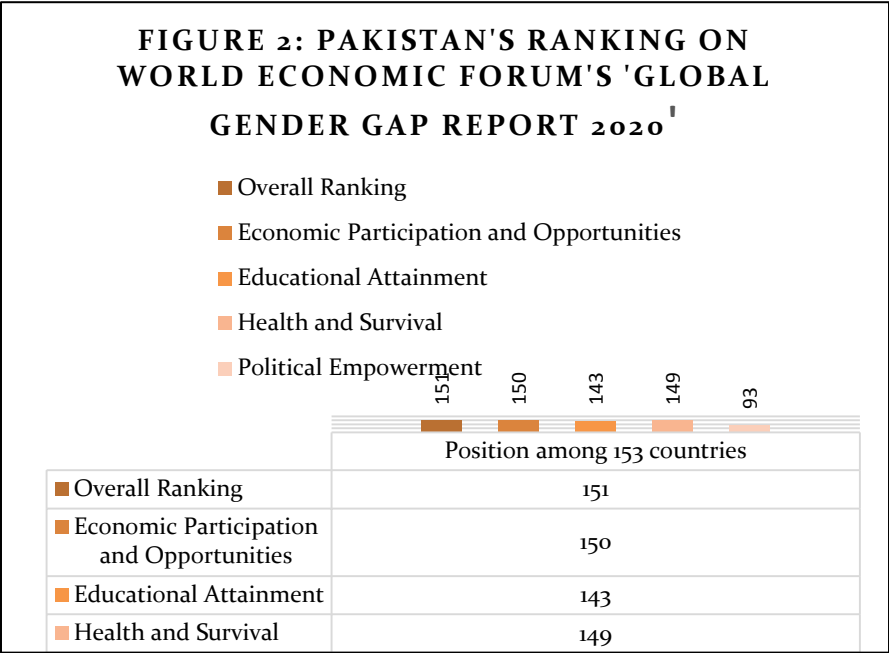 FIGURE 2: PAKISTAN'S RANKING ON
WORLD ECONOMIC FORUM'S 'GLOBAL
GENDER GAP REPORT 2020'
Overall Ranking
Economic Participation and Opportunities
Educational Attainment
Health and Survival
Political Empowerment
151 150 143 149 93
Position among 153 countries
Overall Ranking 151
Economic Participation
and Opportunities 150
Educational Attainment 143
Health and Survival 149